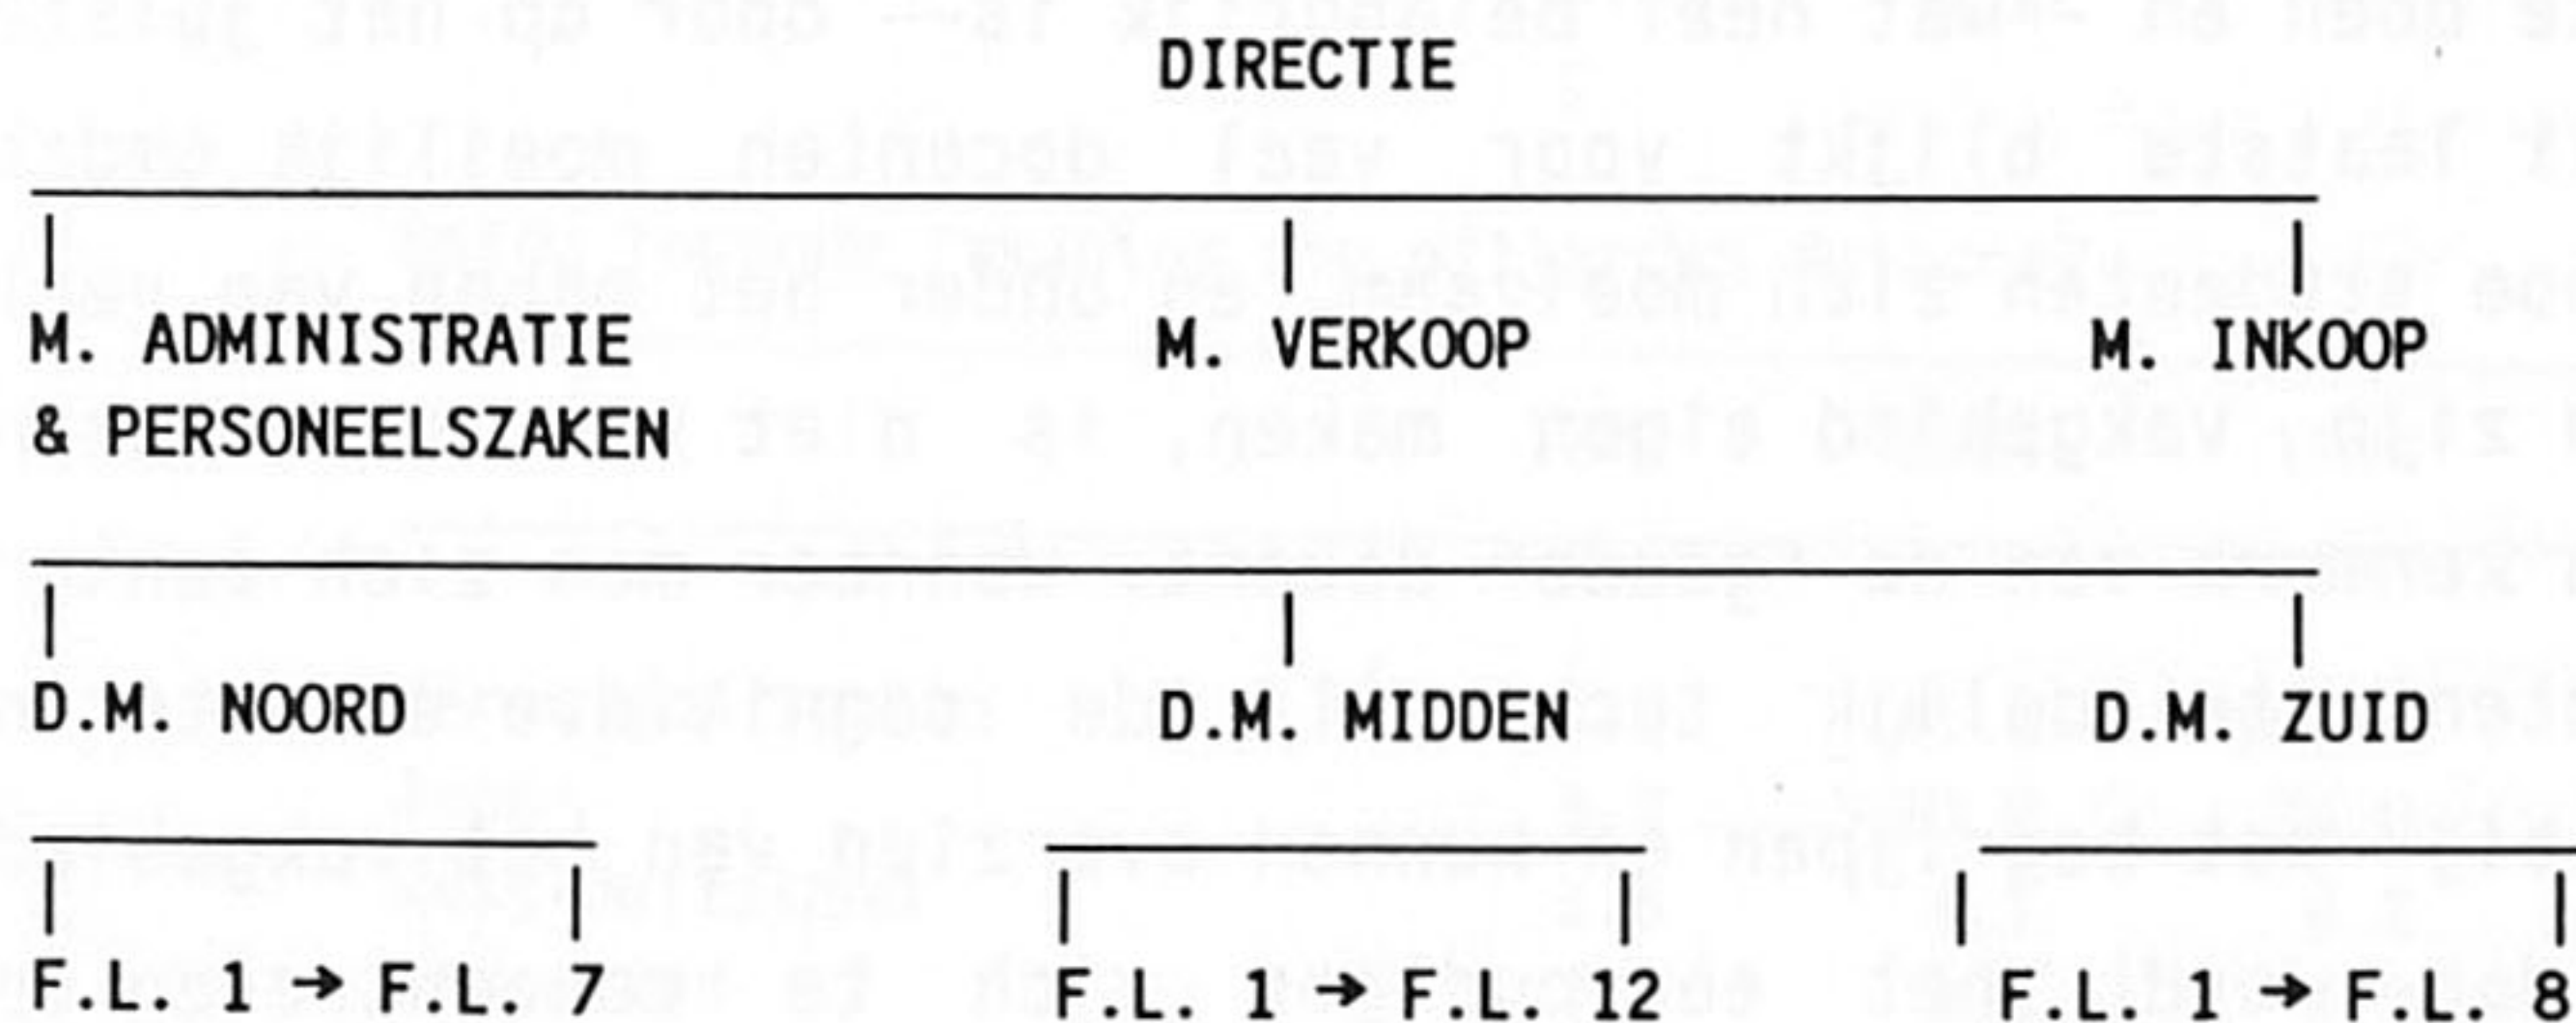 DIRECTIE
M. ADMINISTRATIE
& PERSONEELSZAKEN
M. VERKOOP
M. INKOOP
D.M. NOORD
D.M. MIDDEN
D.M. ZUID
F.L. 1 → F.L. 7
F.L. 1 → F.L. 12
F.L. 1 → F.L. 8